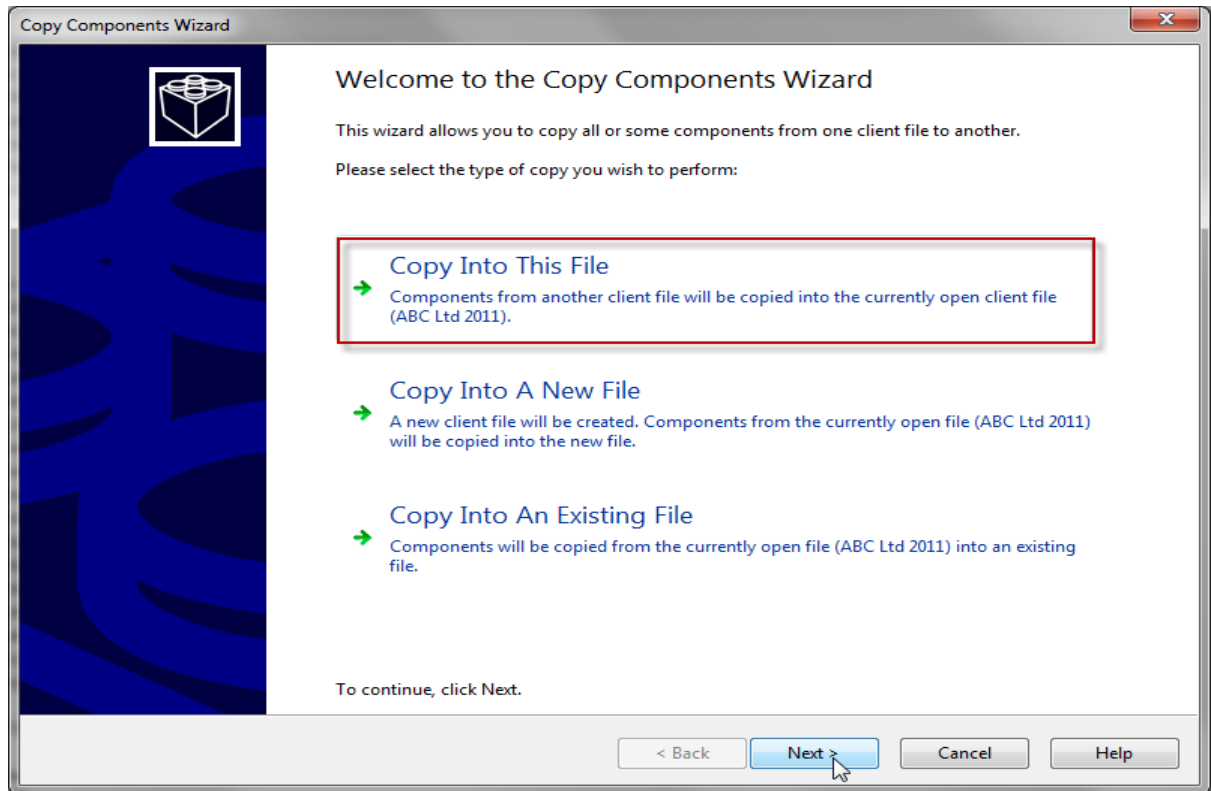 Copy Components Wizard
Welcome to the Copy Components Wizard
This wizard allows you to copy all or some components from one client file to another.
Please select the type of copy you wish to perform:
Copy Into This File
Components from another client file will be copied into the currently open client file
(ABC Ltd 2011).
Copy Into A New File
A new client file will be created. Components from the currently open file (ABC Ltd 2011)
will be copied into the new file.
Copy Into An Existing File
Components will be copied from the currently open file (ABC Ltd 2011) into an existing
file.
To continue, click Next.
< Back Next > Cancel Help